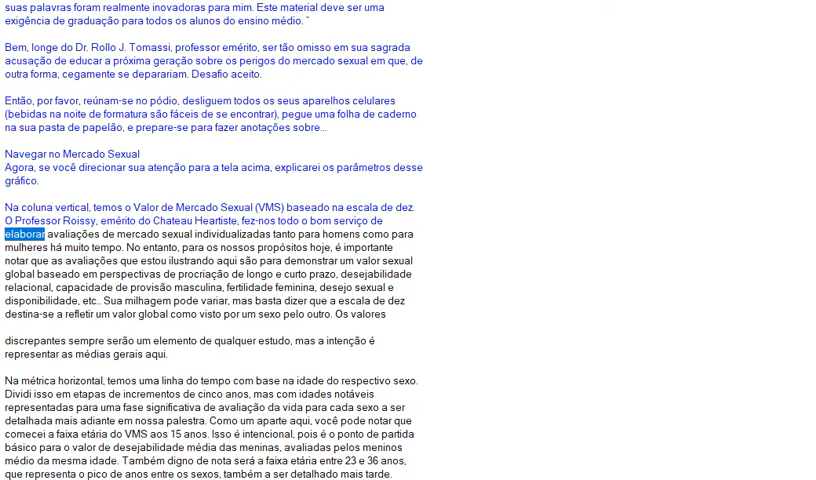 suas palavras foram realmente inovadoras para mim. Este material deve ser uma
exigência de graduação para todos os alunos do ensino médio. "
Bem, longe do Dr. Rollo J. Tomassi, professor emérito, ser tão omisso em sua sagrada
acusação de educar a próxima geração sobre os perigos do mercado sexual em que, de
outra forma, cegamente se deparariam. Desafio aceito.
Então, por favor, reúnam-se no pódio, desliguem todos os seus aparelhos celulares
(bebidas na noite de formatura são fáceis de se encontrar), pegue uma folha de caderno
na sua pasta de papelão, e prepare-se para fazer anotações sobre...
Navegar no Mercado Sexual
Agora, se você direcionar sua atenção para a tela acima, explicarei os parâmetros desse
gráfico.
Na coluna vertical, temos o Valor de Mercado Sexual (VMS) baseado na escala de dez.
O Professor Roissy, emérito do Chateau Heartiste, fez-nos todo o bom serviço de
elaborar avaliações de mercado sexual individualizadas tanto para homens como para
mulheres há muito tempo. No entanto, para os nossos propósitos hoje, é importante
notar que as avaliações que estou ilustrando aqui são para demonstrar um valor sexual
global baseado em perspectivas de procriação de longo e curto prazo, desejabilidade
relacional, capacidade de provisão masculina, fertilidade feminina, desejo sexual e
disponibilidade, etc.. Sua milhagem pode variar, mas basta dizer que a escala de dez
destina-se a refletir um valor global como visto por um sexo pelo outro. Os valores
discrepantes sempre serão um elemento de qualquer estudo, mas a intenção é
representar as médias gerais aqui.
Na métrica horizontal, temos uma linha do tempo com base na idade do respectivo sexo.
Dividi isso em etapas de incrementos de cinco anos, mas com idades notáveis
representadas para uma fase significativa de avaliação da vida para cada sexo a ser
detalhada mais adiante em nossa palestra. Como um aparte aqui, você pode notar que
comecei a faixa etária do VMS aos 15 anos. Isso é intencional, pois é o ponto de partida
básico para o valor de desejabilidade média das meninas, avaliadas pelos meninos
médio da mesma idade. Também digno de nota será a faixa etária entre 23 e 36 anos,
que representa o pico de anos entre os sexos, também a ser detalhado mais tarde.